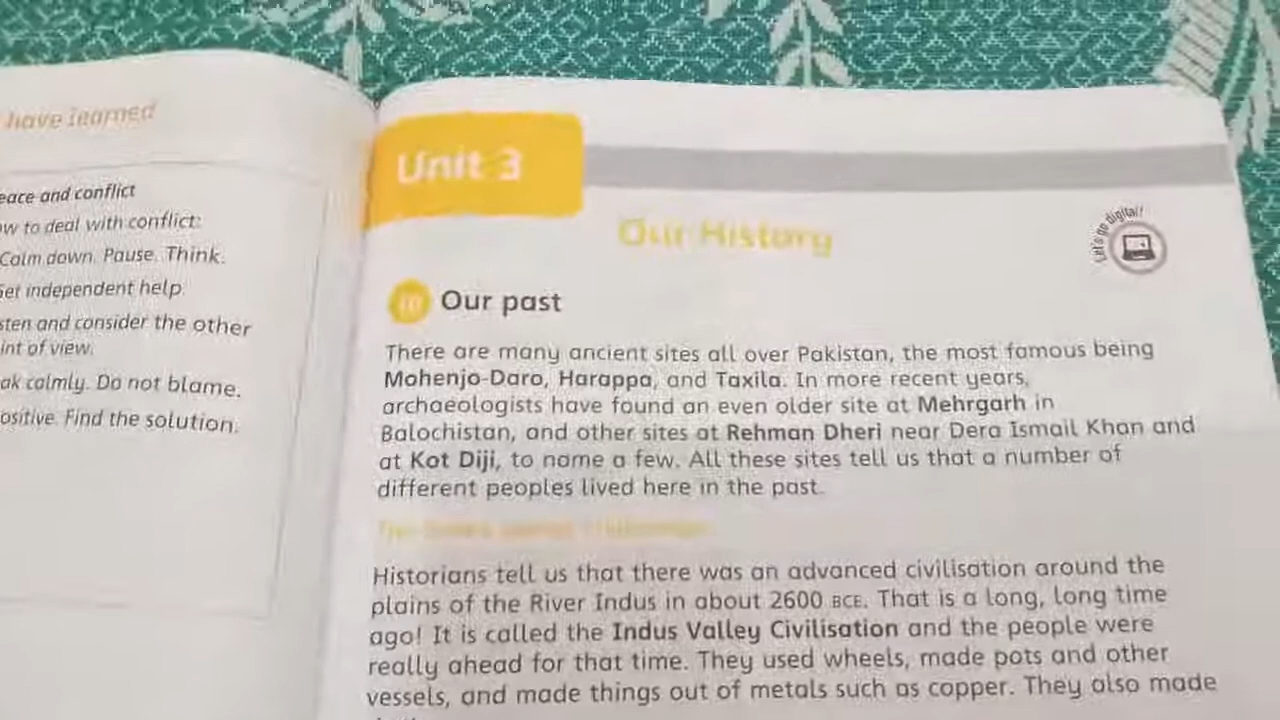 have learned
eace and conflict
ow to deal with conflict:
Calm down. Pause. Think.
Get independent help.
sten and consider the other
int of view.
ak calmly. Do not blame.
ositive. Find the solution.
Unit 3
Our History
Let's go digital!
10 Our past
There are many ancient sites all over Pakistan, the most famous being
Mohenjo-Daro, Harappa, and Taxila. In more recent years,
archaeologists have found an even older site at Mehrgarh in
Balochistan, and other sites at Rehman Dheri near Dera Ismail Khan and
at Kot Diji, to name a few. All these sites tell us that a number of
different peoples lived here in the past.
Historians tell us that there was an advanced civilisation around the
plains of the River Indus in about 2600 BCE. That is a long, long time
ago! It is called the Indus Valley Civilisation and the people were
really ahead for that time. They used wheels, made pots and other
vessels, and made things out of metals such as copper. They also made